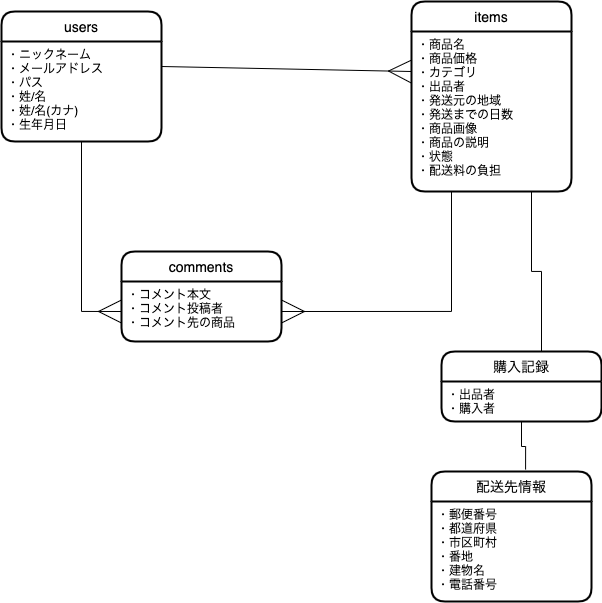 users
・ニックネーム
・メールアドレス
・パス
・姓/名
・姓/名(カナ)
・生年月日
items
・商品名
・商品価格
・カテゴリ
・出品者
・発送元の地域
・発送までの日数
・商品画像
・商品の説明
・状態
・配送料の負担
comments
・コメント本文
・コメント投稿者
・コメント先の商品
購入記録
・出品者
・購入者
配送先情報
・郵便番号
・都道府県
・市区町村
・番地
・建物名
・電話番号